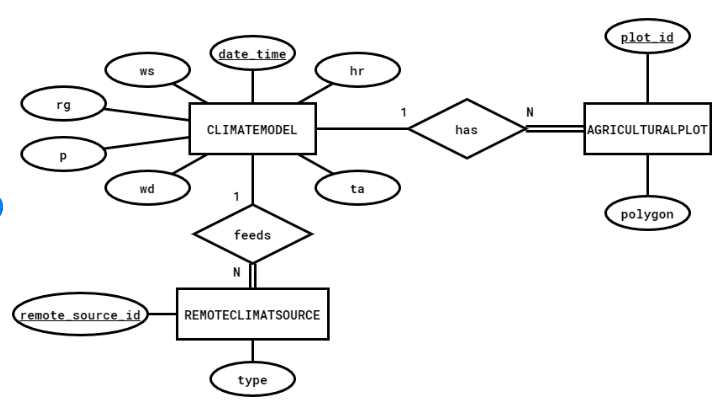 plot_id
date_time
ws
hr
rg
1
N
CLIMATEMODEL
has
AGRICULTURALPLOT
p
wd
ta
1
polygon
feeds
N
remote_source_id
REMOTECLIMATSOURCE
type